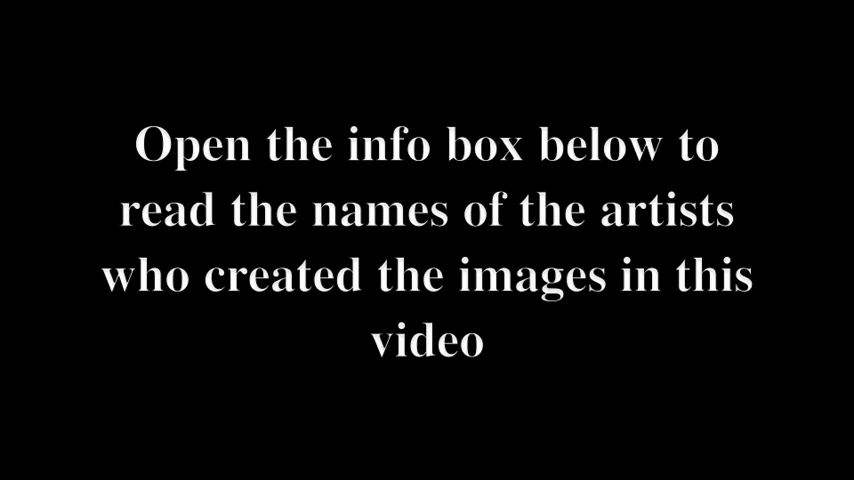 Open the info box below to
read the names of the artists
who created the images in this
video